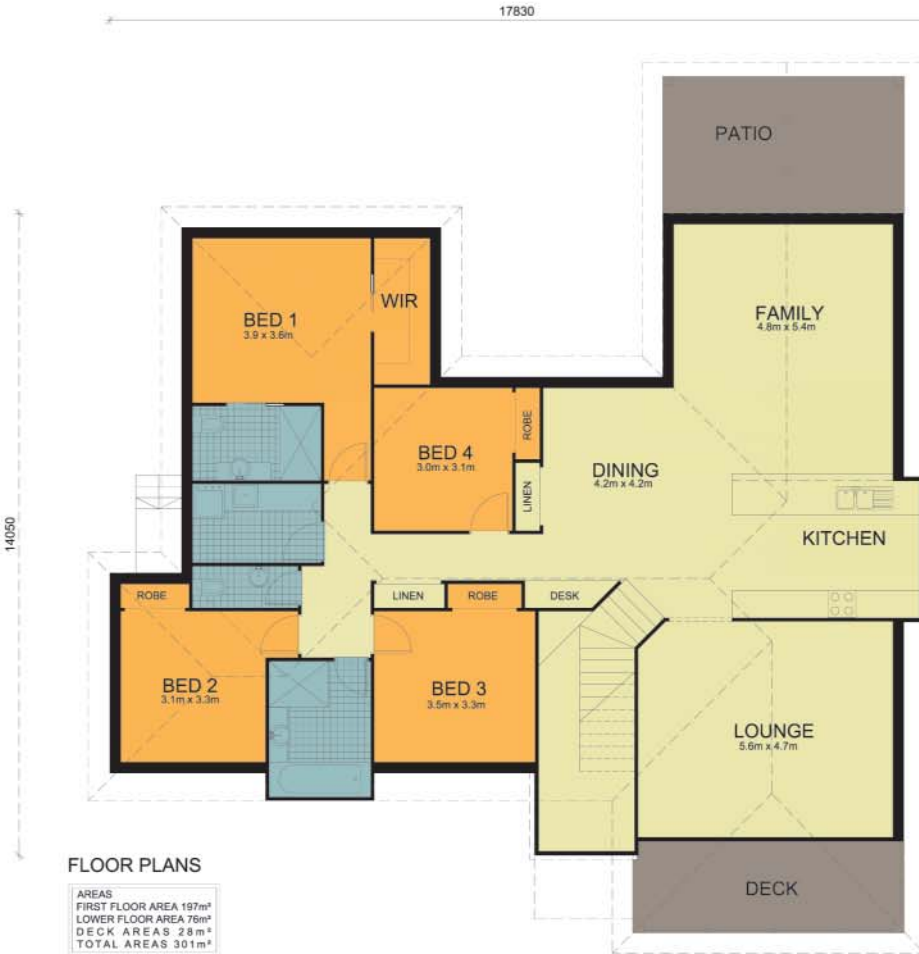 17830
PATIO
FAMILY
4.8m x 5.4m
BED 1
3.9 x 3.6m
WIR
14050
BED 4
3.0m x 3.1m
ROBE
LINEN
DINING
4.2m x 4.2m
KITCHEN
ROBE
LINEN
ROBE
DESK
BED 2
3.1m x 3.3m
BED 3
3.5m x 3.3m
LOUNGE
5.6m x 4.7m
DECK
FLOOR PLANS
AREAS
FIRST FLOOR AREA 197m²
LOWER FLOOR AREA 76m²
DECK AREAS 28m²
TOTAL AREAS 301m²